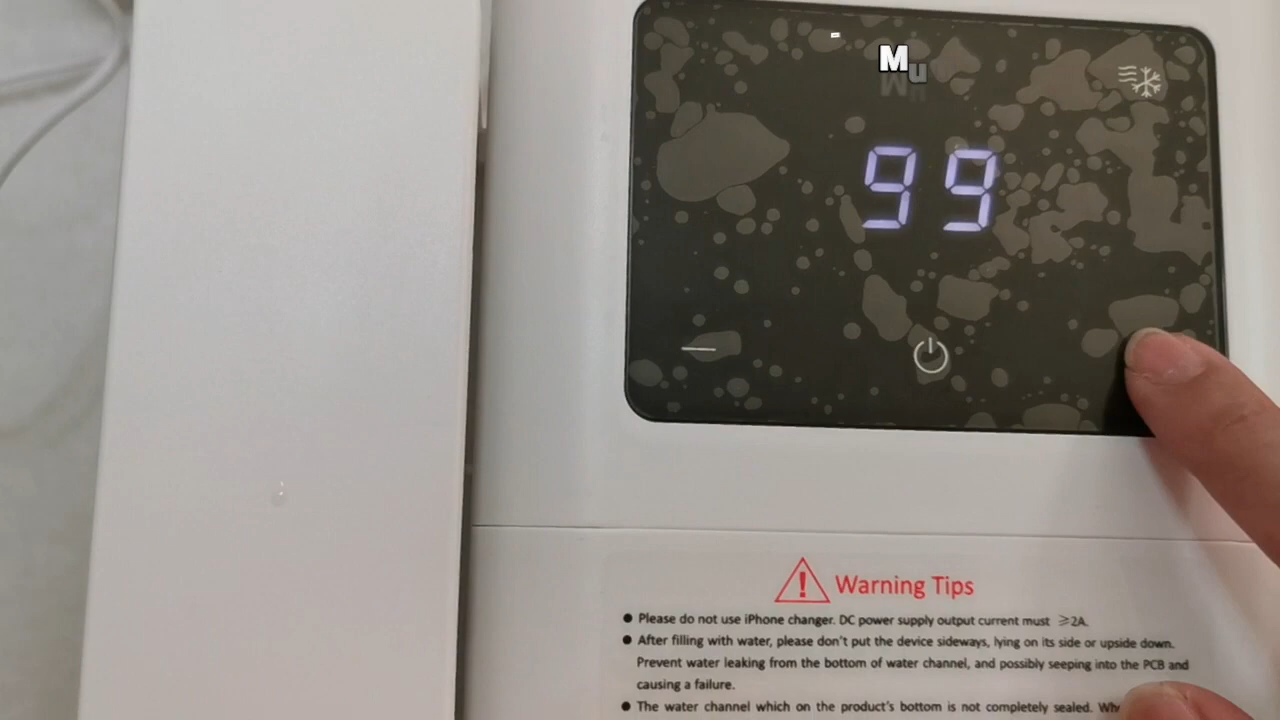 Mu
99
Warning Tips
● Please do not use iPhone changer. DC power supply output current must ≥2A.
● After filling with water, please don't put the device sideways, lying on its side or upside down.
Prevent water leaking from the bottom of water channel, and possibly seeping into the PCB and
causing a failure.
● The water channel which on the product's bottom is not completely sealed.